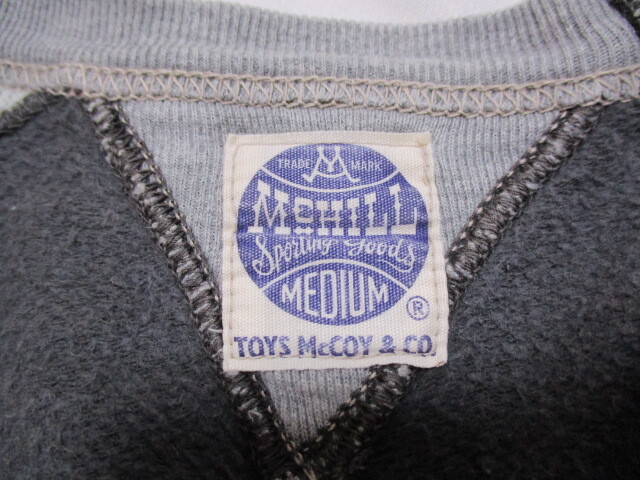 TRADE MARK
M
McHILL
Sporting Goods
MEDIUM
®
TOYS McCOY & CO.